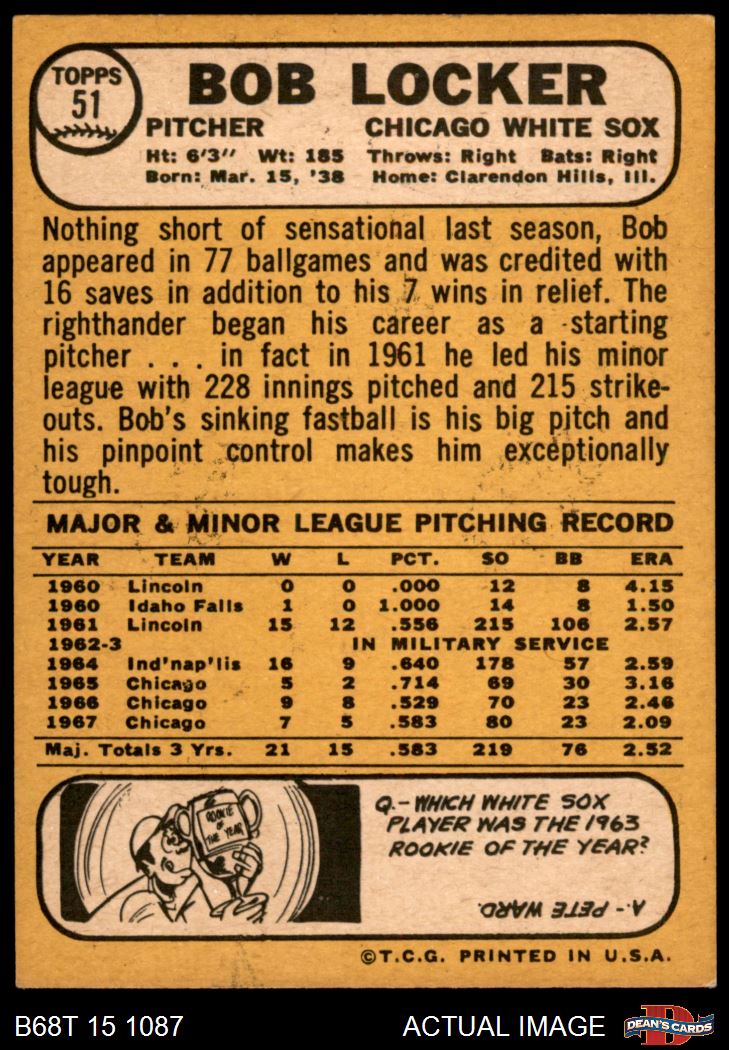 TOPPS
51
BOB LOCKER
PITCHER CHICAGO WHITE SOX
Ht: 6'3" Wt: 185 Throws: Right Bats: Right
Born: Mar. 15, '38 Home: Clarendon Hills, Ill.
Nothing short of sensational last season, Bob
appeared in 77 ballgames and was credited with
16 saves in addition to his 7 wins in relief. The
righthander began his career as a starting
pitcher . . . in fact in 1961 he led his minor
league with 228 innings pitched and 215 strike-
outs. Bob's sinking fastball is his big pitch and
his pinpoint control makes him exceptionally
tough.
MAJOR & MINOR LEAGUE PITCHING RECORD
YEAR TEAM W L PCT. SO BB ERA
1960 Lincoln 0 0 .000 12 8 4.15
1960 Idaho Falls 1 0 1.000 14 8 1.50
1961 Lincoln 15 12 .556 215 106 2.57
1962-3 IN MILITARY SERVICE
1964 Ind'nap'lis 16 9 .640 178 57 2.59
1965 Chicago 5 2 .714 69 30 3.16
1966 Chicago 9 8 .529 70 23 2.46
1967 Chicago 7 5 .583 80 23 2.09
Maj. Totals 3 Yrs. 21 15 .583 219 76 2.52
ROOKIE
OF
THE YEAR
Q.-WHICH WHITE SOX
PLAYER WAS THE 1963
ROOKIE OF THE YEAR?
A.-PETE WARD.
©T.C.G. PRINTED IN U.S.A.
B68T 15 1087 ACTUAL IMAGE
D
DEAN'S CARDS